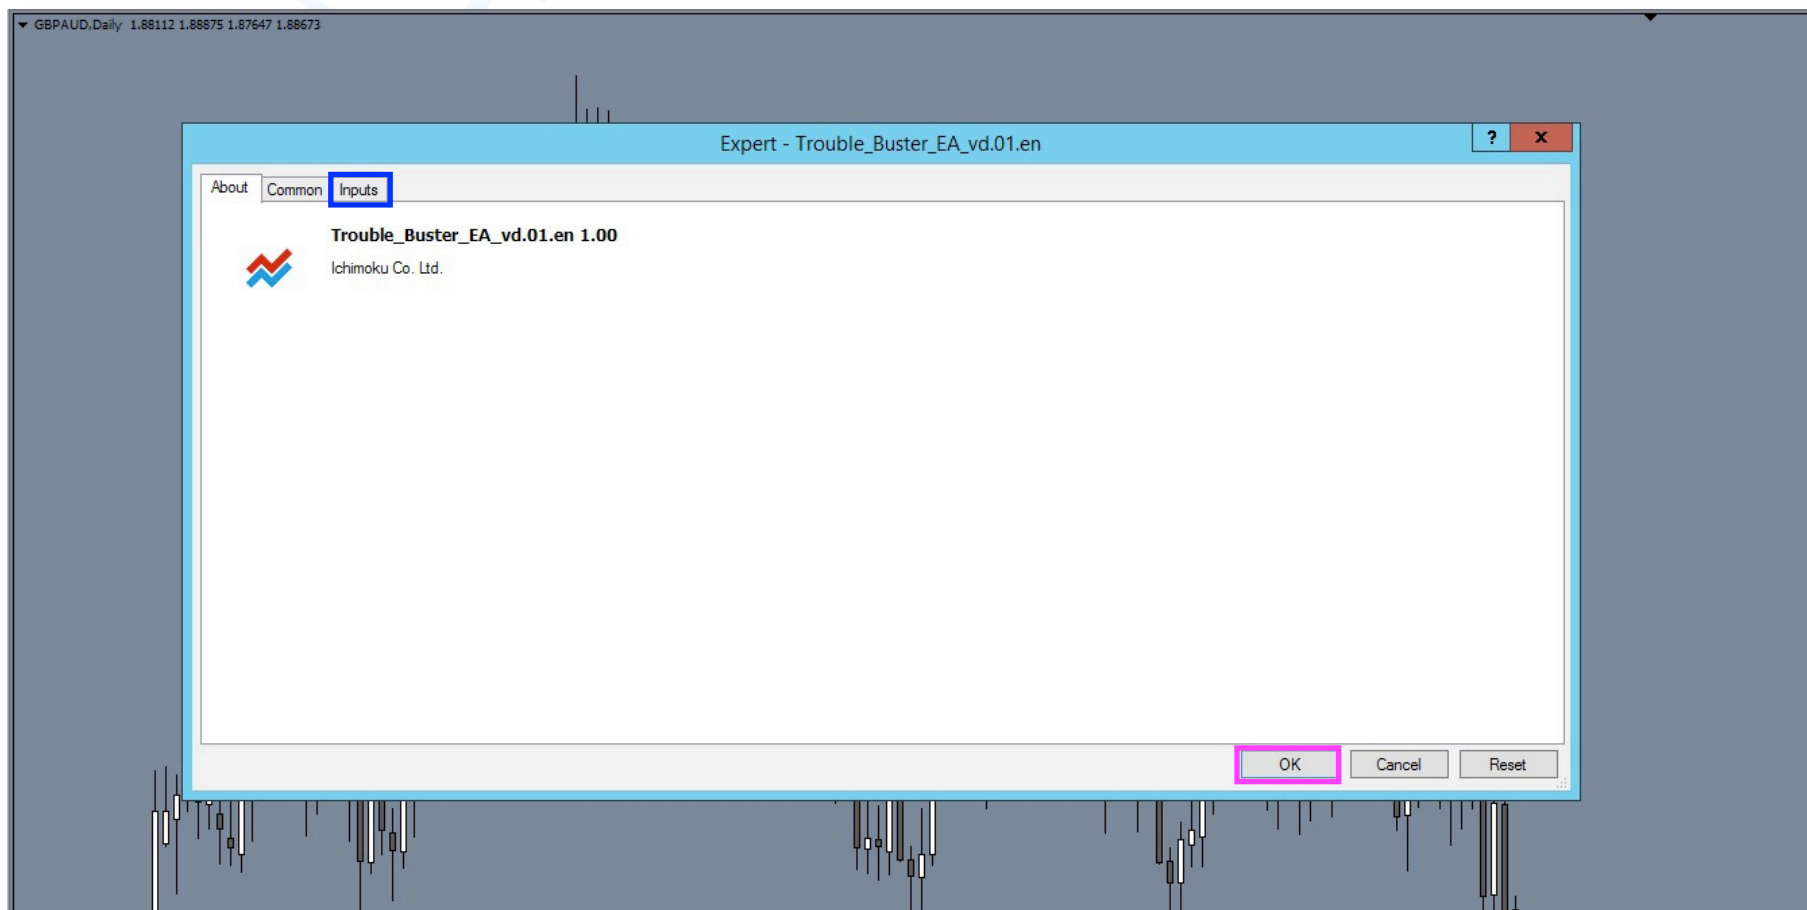 GBPAUD,Daily 1.88112 1.88875 1.87647 1.88673
Expert - Trouble_Buster_EA_vd.01.en
? X
About Common Inputs
Trouble_Buster_EA_vd.01.en 1.00
Ichimoku Co. Ltd.
OK Cancel Reset